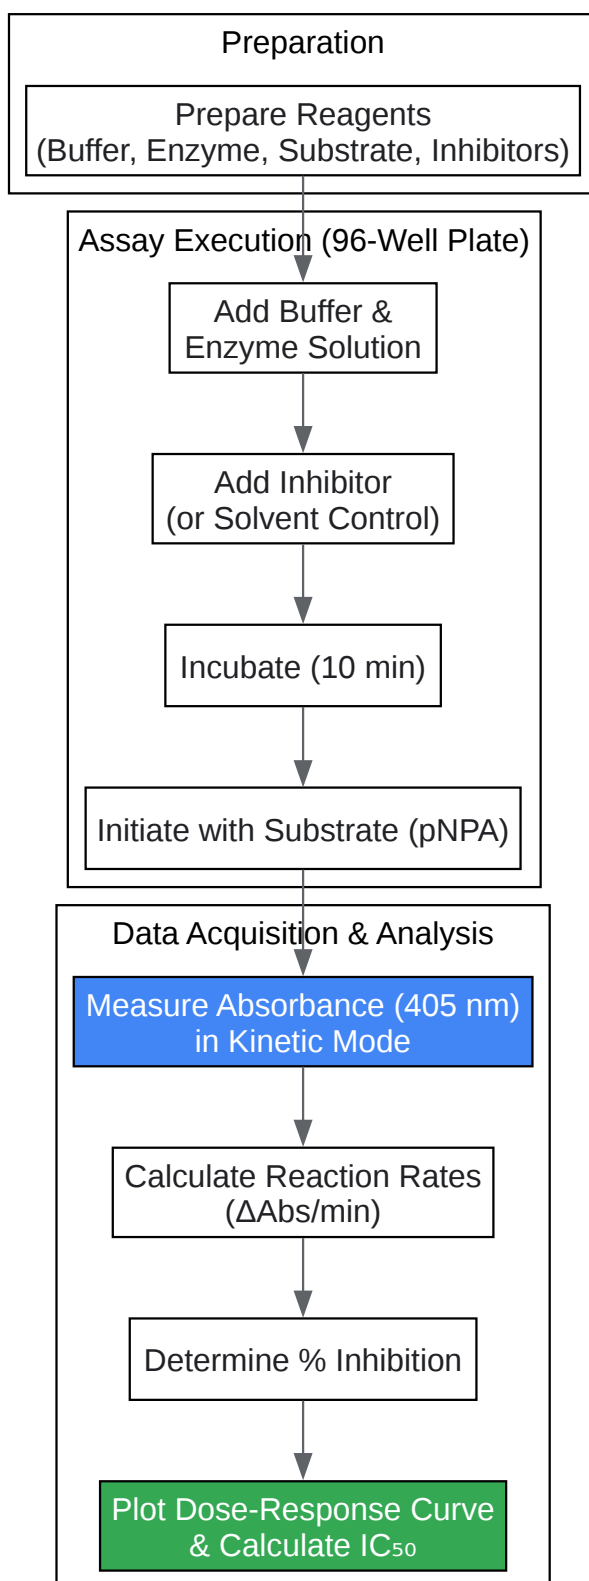 Preparation
Prepare Reagents
(Buffer, Enzyme, Substrate, Inhibitors)
Assay Execution (96-Well Plate)
Add Buffer &
Enzyme Solution
Add Inhibitor
(or Solvent Control)
Incubate (10 min)
Initiate with Substrate (pNPA)
Data Acquisition & Analysis
Measure Absorbance (405 nm)
in Kinetic Mode
Calculate Reaction Rates
(ΔAbs/min)
Determine % Inhibition
Plot Dose-Response Curve
& Calculate IC₅₀